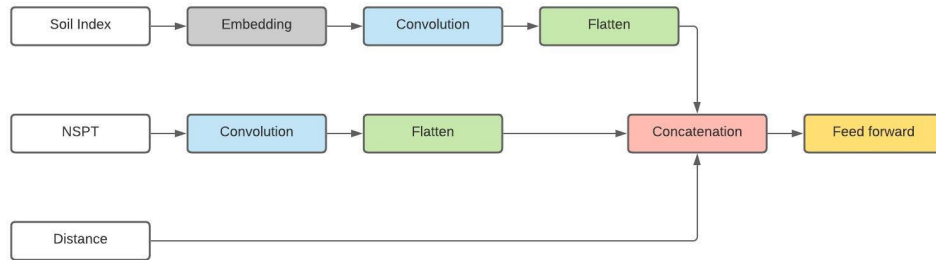 Soil Index
Embedding
Convolution
Flatten
NSPT
Convolution
Flatten
Concatenation
Feed forward
Distance